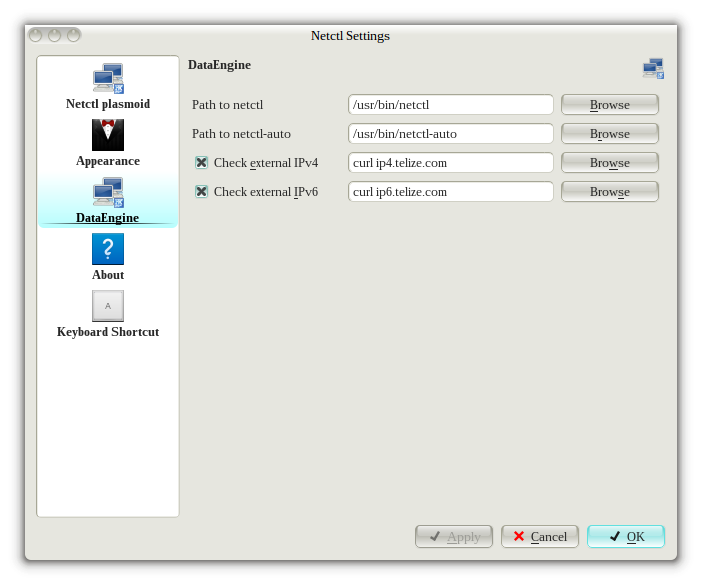 Netctl Settings
Netctl plasmoid
Appearance
DataEngine
About
A
Keyboard Shortcut
DataEngine
Path to netctl /usr/bin/netctl Browse
Path to netctl-auto /usr/bin/netctl-auto Browse
Check external IPv4 curl ip4.telize.com Browse
Check external IPv6 curl ip6.telize.com Browse
Apply Cancel OK